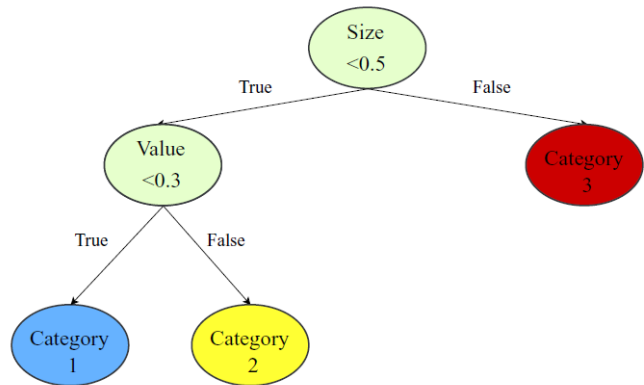 Size
<0.5
True
False
Value
<0.3
Category
3
True
False
Category
1
Category
2